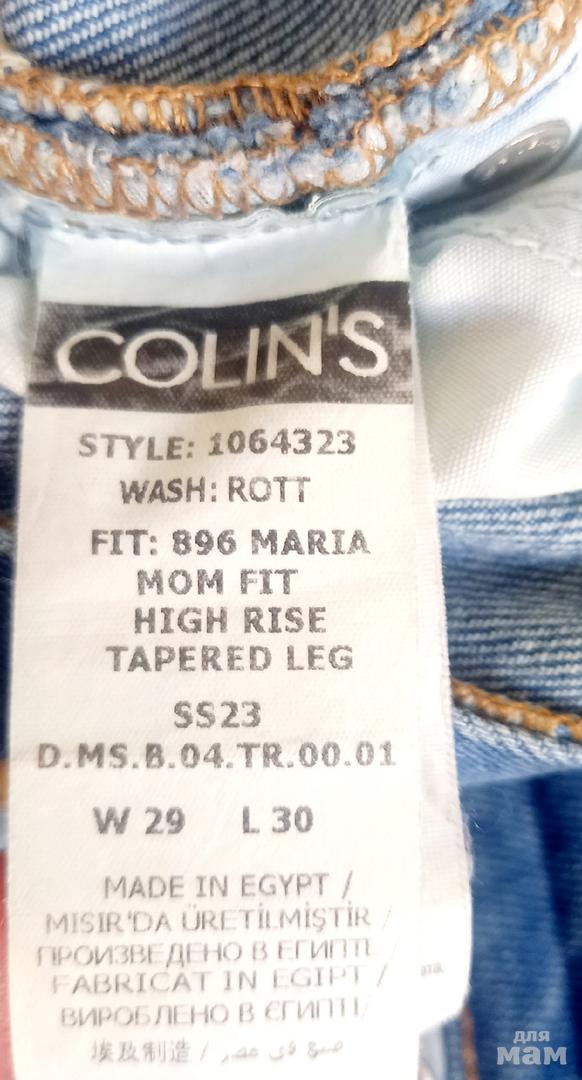 COLIN'S
STYLE: 1064323
WASH: ROTT
FIT: 896 MARIA
MOM FIT
HIGH RISE
TAPERED LEG
SS23
D.MS.B.04.TR.00.01
W 29 L 30
MADE IN EGYPT /
MISIR'DA ÜRETİLMİŞTİR /
ПРОИЗВЕДЕНО В ЕГИПТЕ /
FABRICAT IN EGIPT /
ВИРОБЛЕНО В ЄГИПТІ/
埃及制造 / صنع في مصر
для
мам